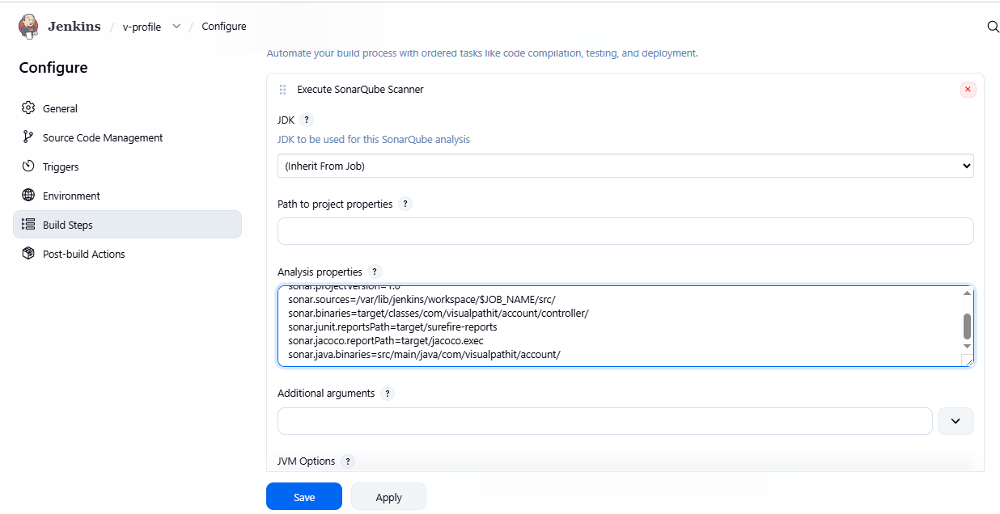 Jenkins / v-profile / Configure
Configure
General
Source Code Management
Triggers
Environment
Build Steps
Post-build Actions
Automate your build process with ordered tasks like code compilation, testing, and deployment.
Execute SonarQube Scanner
JDK ?
JDK to be used for this SonarQube analysis
(Inherit From Job)
Path to project properties ?
Analysis properties ?
sonar.projectVersion=1.0
sonar.sources=/var/lib/jenkins/workspace/$JOB_NAME/src/
sonar.binaries=target/classes/com/visualpathit/account/controller/
sonar.junit.reportsPath=target/surefire-reports
sonar.jacoco.reportPath=target/jacoco.exec
sonar.java.binaries=src/main/java/com/visualpathit/account/
Additional arguments ?
JVM Options ?
Save
Apply